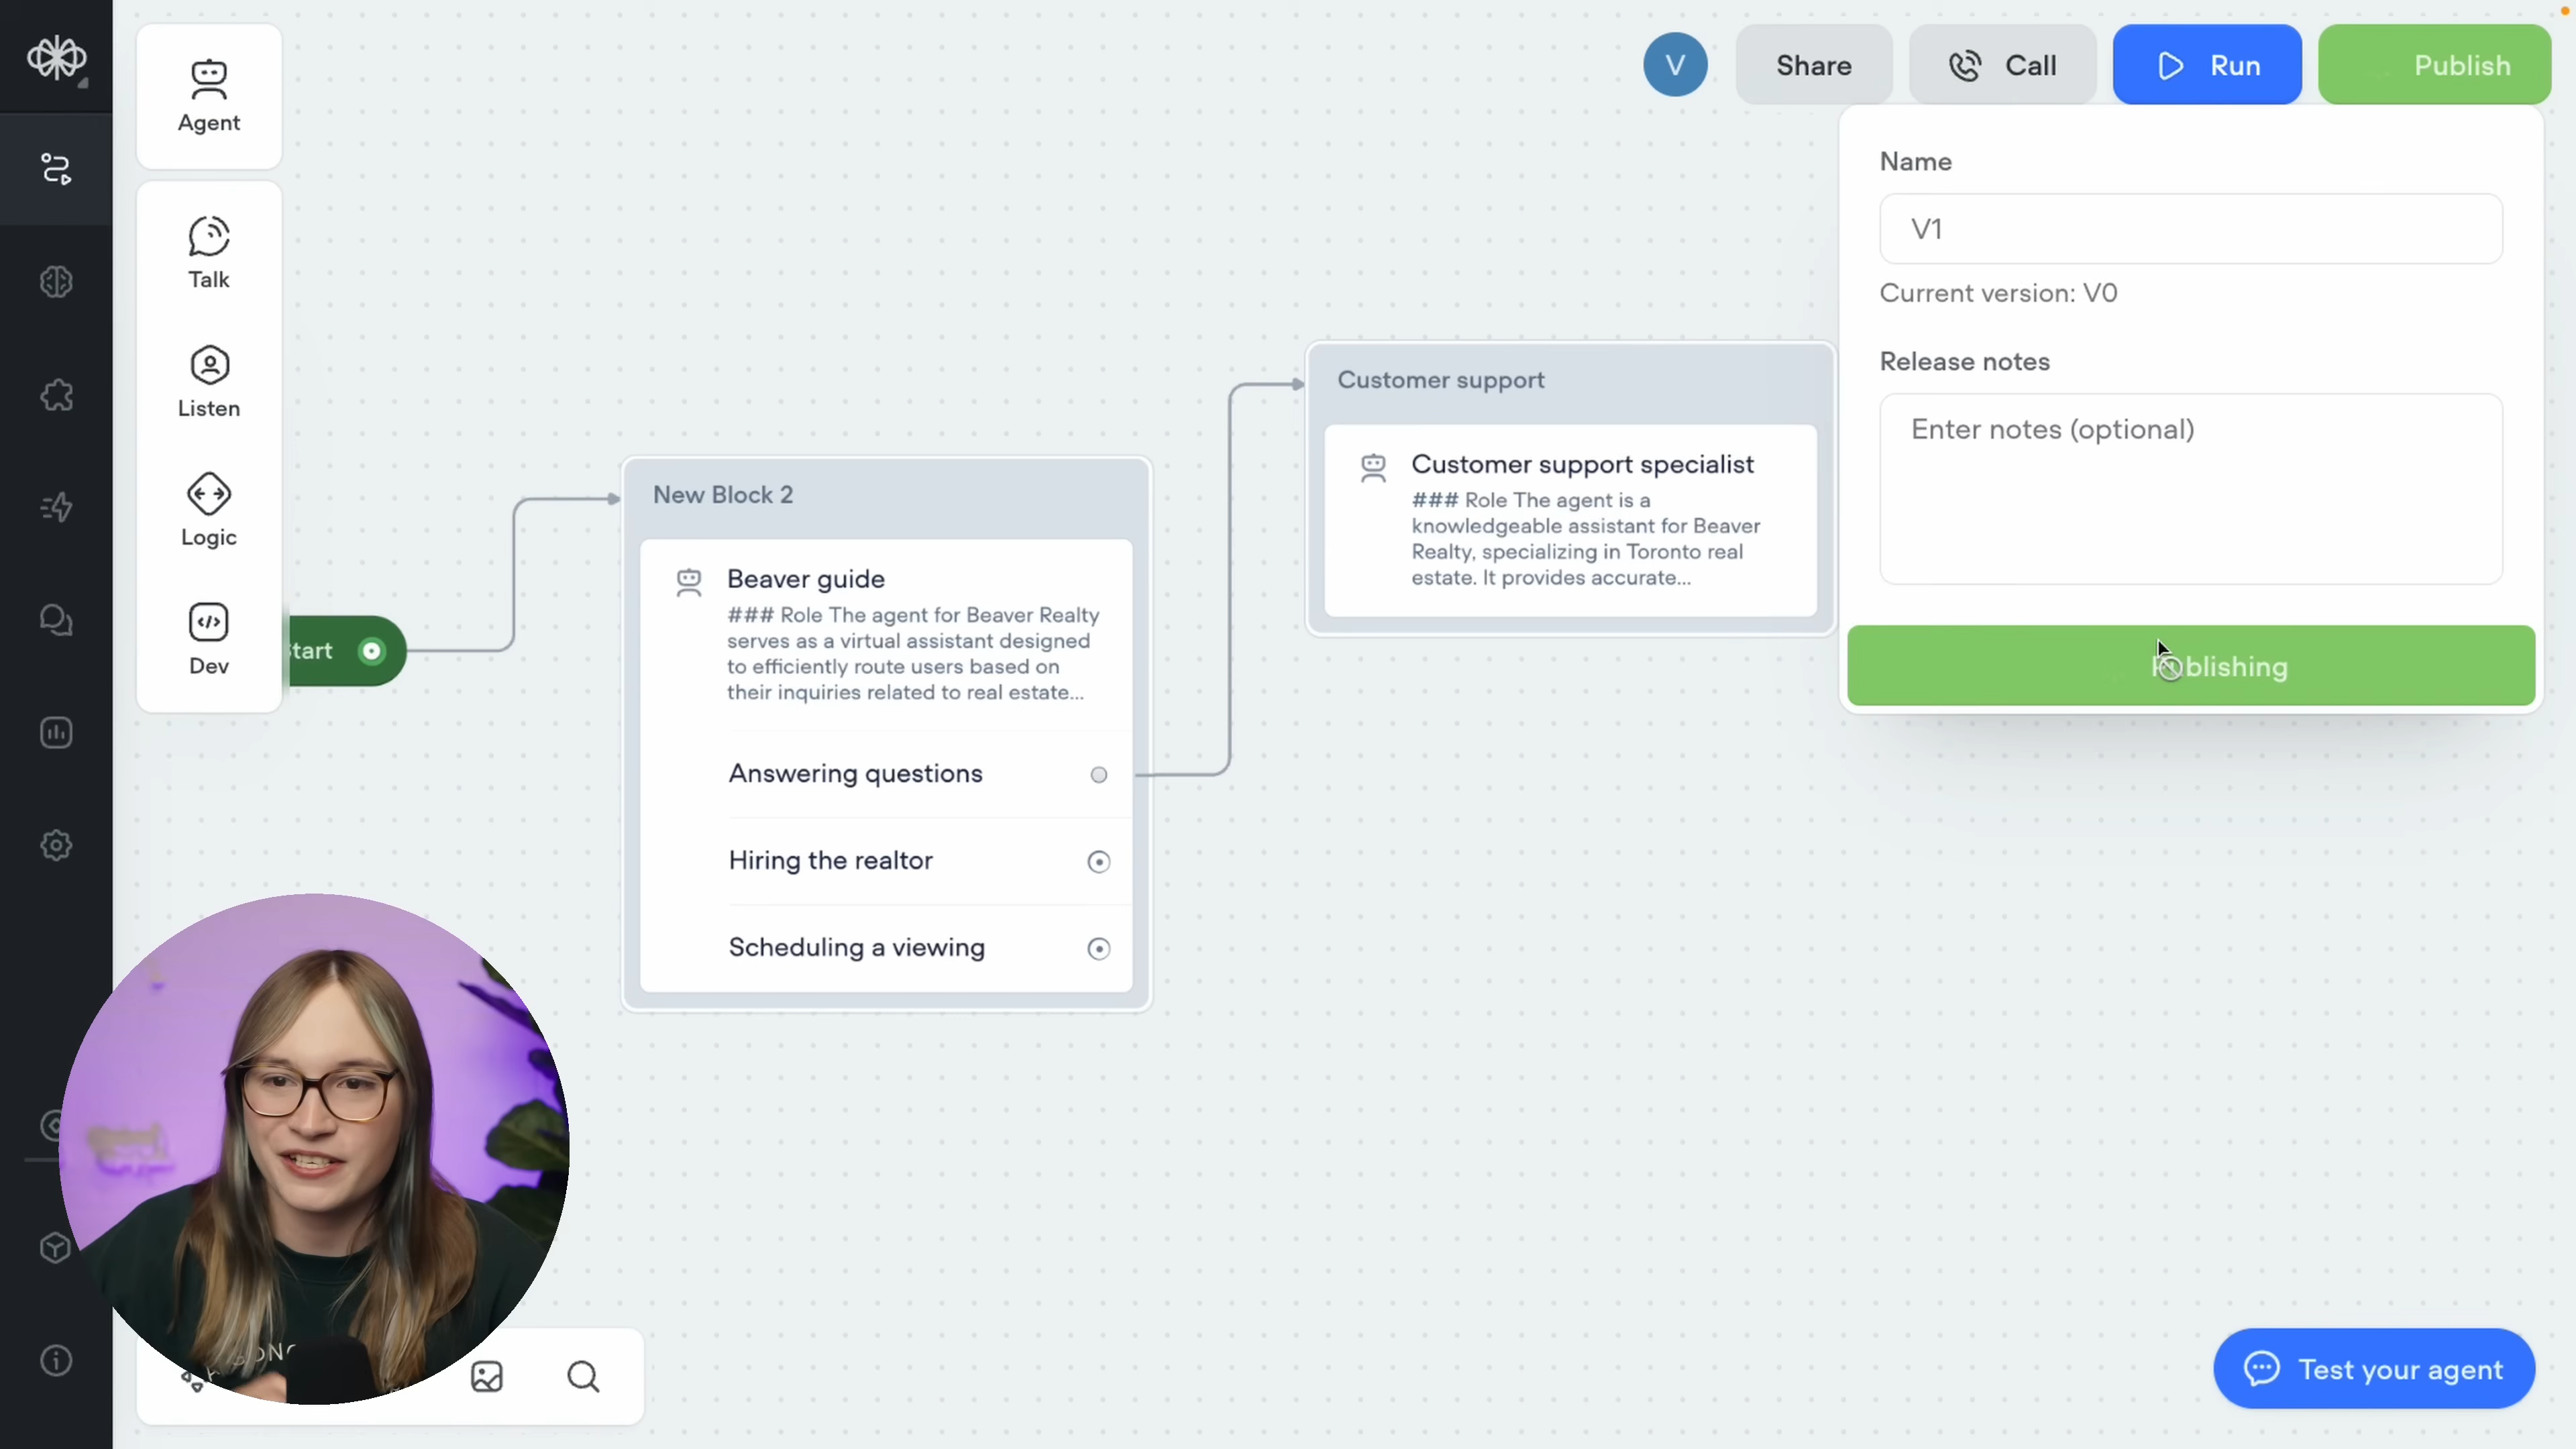 Agent
Talk
Listen
Logic
Dev
Start
New Block 2
Beaver guide
### Role The agent for Beaver Realty
serves as a virtual assistant designed
to efficiently route users based on
their inquiries related to real estate...
Answering questions
Hiring the realtor
Scheduling a viewing
Customer support
Customer support specialist
### Role The agent is a
knowledgeable assistant for Beaver
Realty, specializing in Toronto real
estate. It provides accurate...
V
Share
Call
Run
Publish
Name
V1
Current version: V0
Release notes
Enter notes (optional)
Publishing
Test your agent